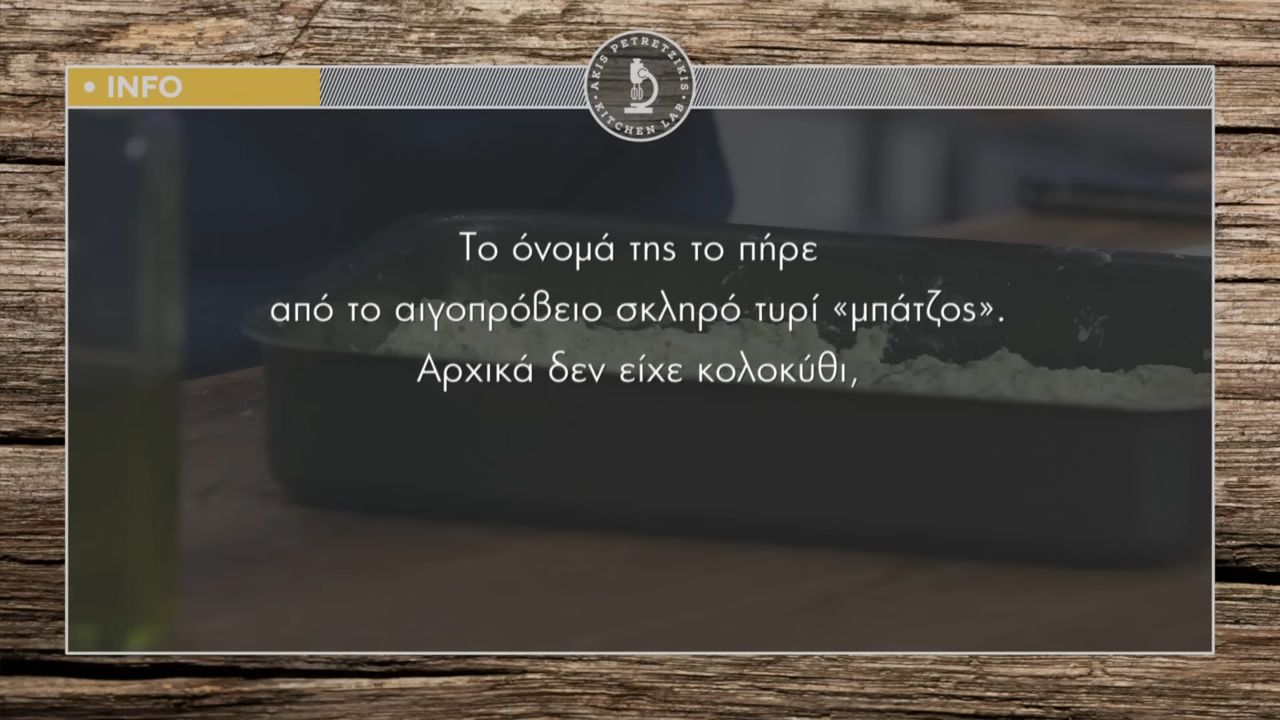 • INFO
AKIS PETRETZIKIS
• KITCHEN LAB •
Το όνομά της το πήρε
από το αιγοπρόβειο σκληρό τυρί «μπάτζος».
Αρχικά δεν είχε κολοκύθι,